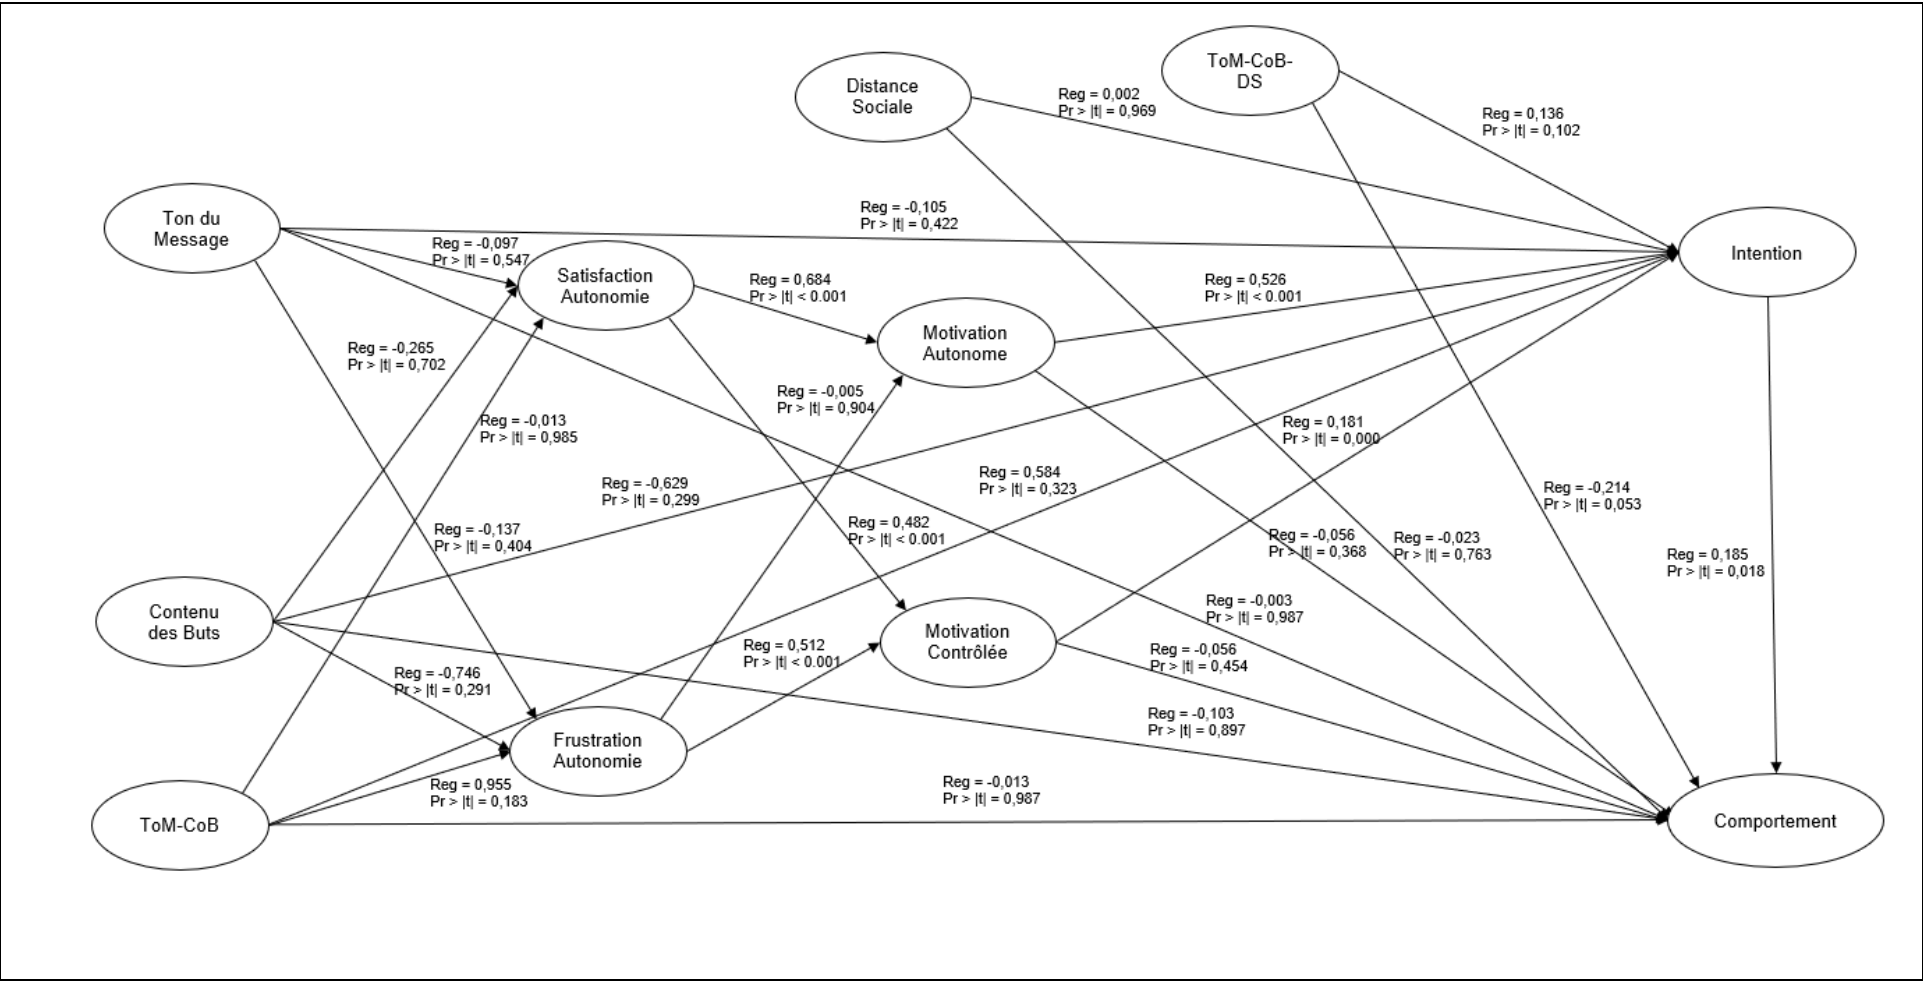 ToM-CoB-
DS
Distance
Sociale
Reg = 0,002
Pr > |t| = 0,969
Reg = 0,136
Pr > |t| = 0,102
Ton du
Message
Reg = -0,105
Pr > |t| = 0,422
Intention
Reg = -0,097
Pr > |t| = 0,547
Satisfaction
Autonomie
Reg = 0,684
Pr > |t| < 0.001
Reg = 0,526
Pr > |t| < 0.001
Motivation
Autonome
Reg = -0,265
Pr > |t| = 0,702
Reg = -0,005
Pr > |t| = 0,904
Reg = -0,013
Pr > |t| = 0,985
Reg = 0,181
Pr > |t| = 0,000
Reg = 0,584
Pr > |t| = 0,323
Reg = -0,629
Pr > |t| = 0,299
Reg = -0,214
Pr > |t| = 0,053
Reg = -0,137
Pr > |t| = 0,404
Reg = 0,482
Pr > |t| < 0.001
Reg = -0,056
Pr > |t| = 0,368
Reg = -0,023
Pr > |t| = 0,763
Reg = 0,185
Pr > |t| = 0,018
Contenu
des Buts
Reg = -0,003
Pr > |t| = 0,987
Motivation
Contrôlée
Reg = 0,512
Pr > |t| < 0.001
Reg = -0,056
Pr > |t| = 0,454
Reg = -0,746
Pr > |t| = 0,291
Reg = -0,103
Pr > |t| = 0,897
Frustration
Autonomie
Reg = 0,955
Pr > |t| = 0,183
Reg = -0,013
Pr > |t| = 0,987
ToM-CoB
Comportement